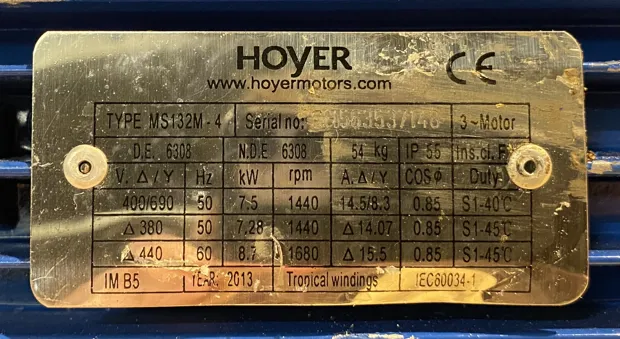 HOYER CE
www.hoyermotors.com
TYPE MS132M-4 Serial no: 3~Motor
D.E. 6308 N.D.E 6308 54 kg IP 55 Ins.cl. F
V. Δ/Y Hz kW rpm A. Δ/Y COSΦ Duty
400/690 50 7.5 1440 14.5/8.3 0.85 S1-40℃
Δ 380 50 7.28 1440 Δ 14.07 0.85 S1-45℃
Δ 440 60 8.7 1680 Δ 15.5 0.85 S1-45℃
IM B5 YEAR. 2013 Tropical windings IEC60034-1